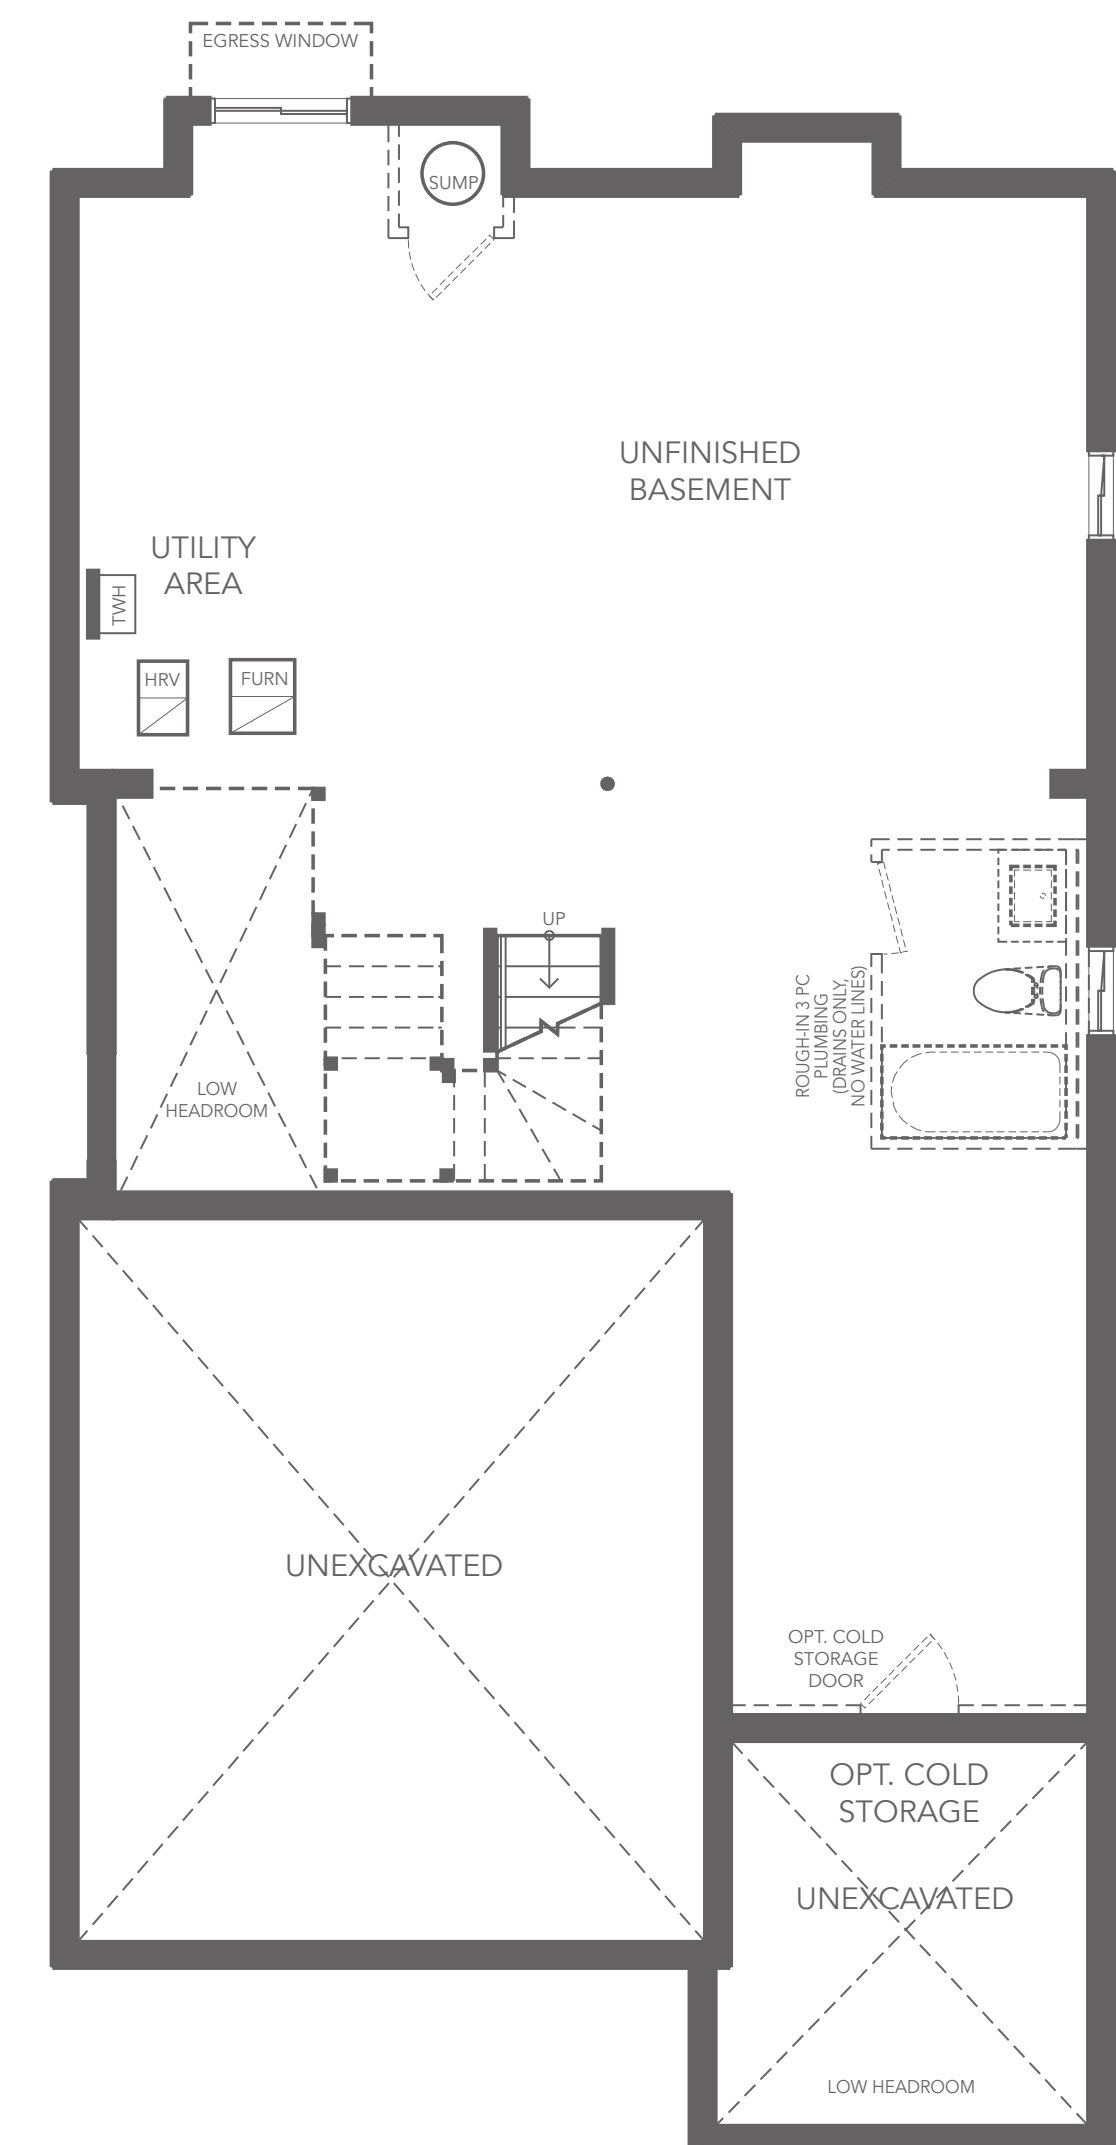 EGRESS WINDOW
SUMP
UNFINISHED
BASEMENT
UTILITY
AREA
TWH
HRV
FURN
UP
ROUGH-IN 3 PC
PLUMBING
(DRAINS ONLY,
NO WATER LINES)
LOW
HEADROOM
UNEXCAVATED
OPT. COLD
STORAGE
DOOR
OPT. COLD
STORAGE
UNEXCAVATED
LOW HEADROOM